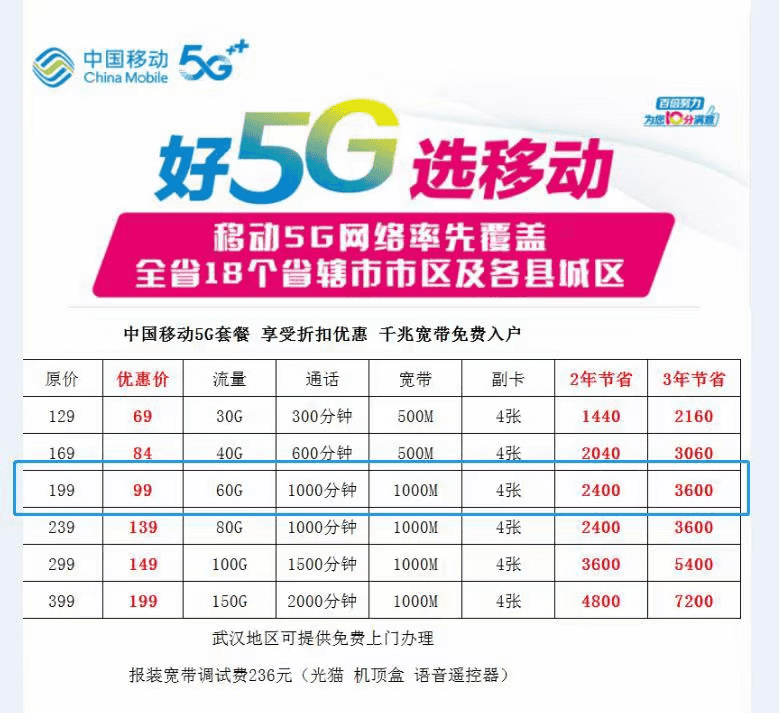 中国移动 5G++
China Mobile
百倍努力
为您10分满意
好5G 选移动
移动5G网络率先覆盖
全省18个省辖市市区及各县城区
中国移动5G套餐 享受折扣优惠 千兆宽带免费入户
原价 优惠价 流量 通话 宽带 副卡 2年节省 3年节省
129 69 30G 300分钟 500M 4张 1440 2160
169 84 40G 600分钟 500M 4张 2040 3060
199 99 60G 1000分钟 1000M 4张 2400 3600
239 139 80G 1000分钟 1000M 4张 2400 3600
299 149 100G 1500分钟 1000M 4张 3600 5400
399 199 150G 2000分钟 1000M 4张 4800 7200
武汉地区可提供免费上门办理
报装宽带调试费236元（光猫 机顶盒 语音遥控器）